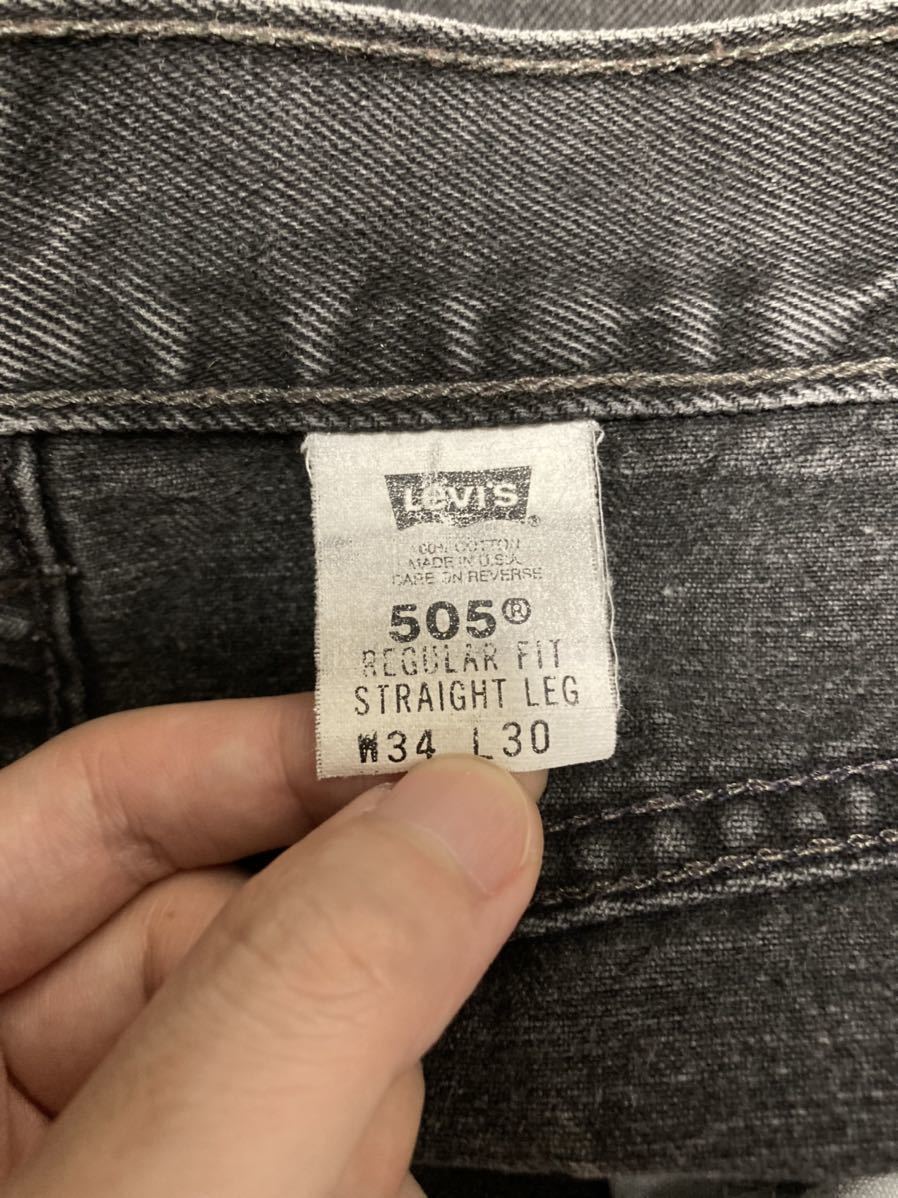 LEVI'S ®
100% COTTON
MADE IN U.S.A.
CARE ON REVERSE
505®
REGULAR FIT
STRAIGHT LEG
W34 L30